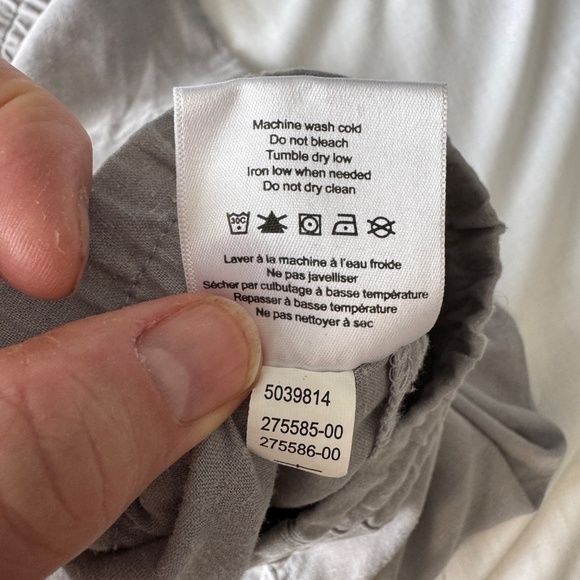 Machine wash cold
Do not bleach
Tumble dry low
Iron low when needed
Do not dry clean
30C
Laver à la machine à l'eau froide
Ne pas javelliser
Sécher par culbutage à basse température
Repasser à basse température
Ne pas nettoyer à sec
5039814
275585-00
275586-00